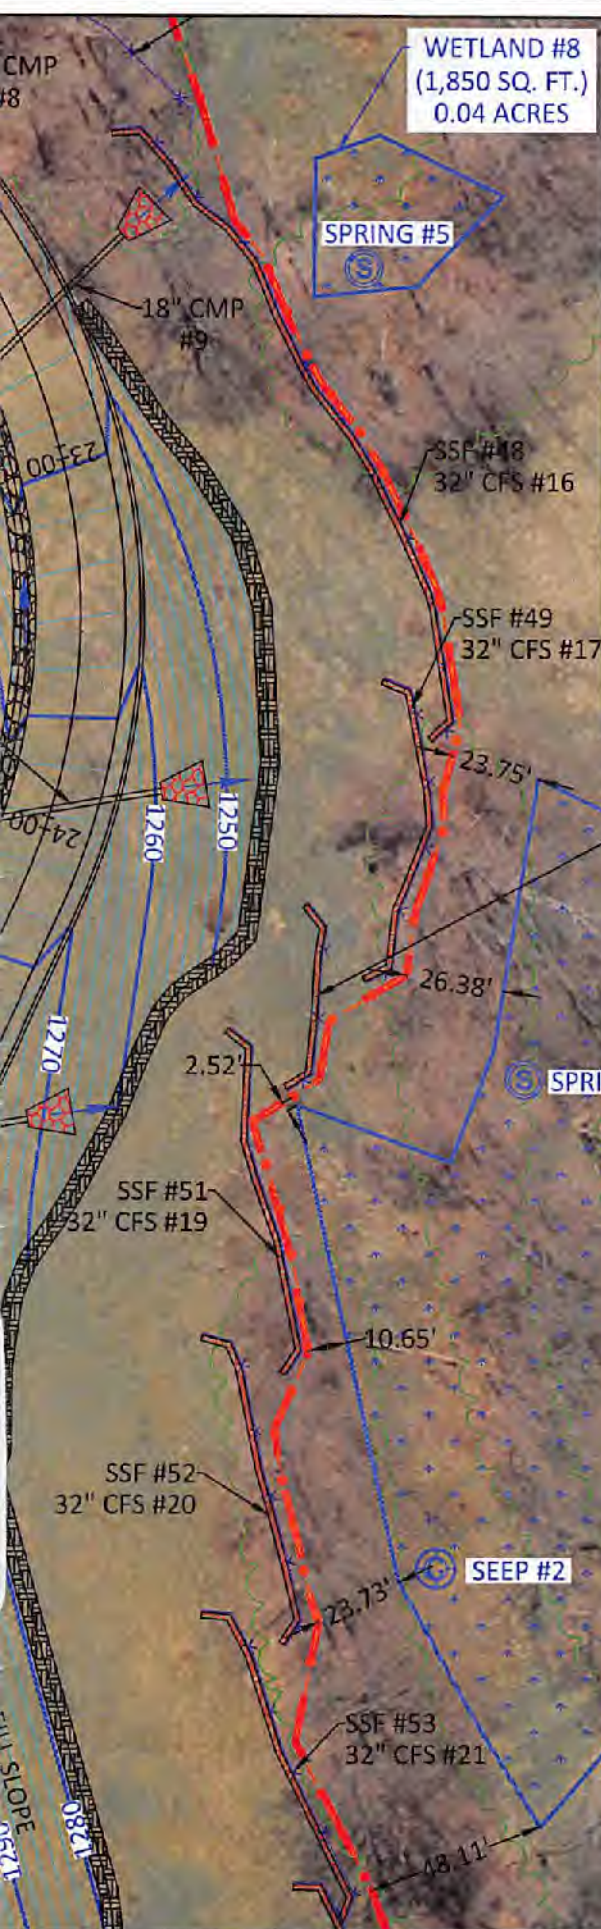 CMP
#8
WETLAND #8
(1,850 SQ. FT.)
0.04 ACRES
SPRING #5
S
18" CMP
#9
23+00
SSF #48
32" CFS #16
SSF #49
32" CFS #17
23.75'
24+00
1260
1250
26.38'
1270
2.52'
S SPRI
SSF #51
32" CFS #19
10.65'
SSF #52
32" CFS #20
C SEEP #2
23.73'
SSF #53
32" CFS #21
SLOPE
1280
48.11'